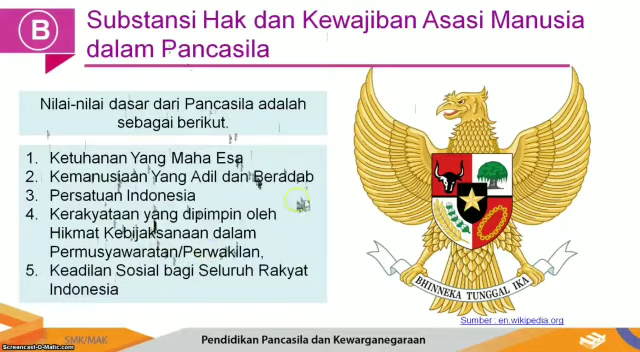 B
Substansi Hak dan Kewajiban Asasi Manusia
dalam Pancasila
Nilai-nilai dasar dari Pancasila adalah
sebagai berikut.
1. Ketuhanan Yang Maha Esa
2. Kemanusiaan Yang Adil dan Beradab
3. Persatuan Indonesia
4. Kerakyataan yang dipimpin oleh
Hikmat Kebijaksanaan dalam
Permusyawaratan/Perwakilan,
5. Keadilan Sosial bagi Seluruh Rakyat
Indonesia
BHINNEKA TUNGGAL IKA
Sumber : en.wikipedia.org
SMK/MAK
Pendidikan Pancasila dan Kewarganegaraan
Screencast-O-Matic.com